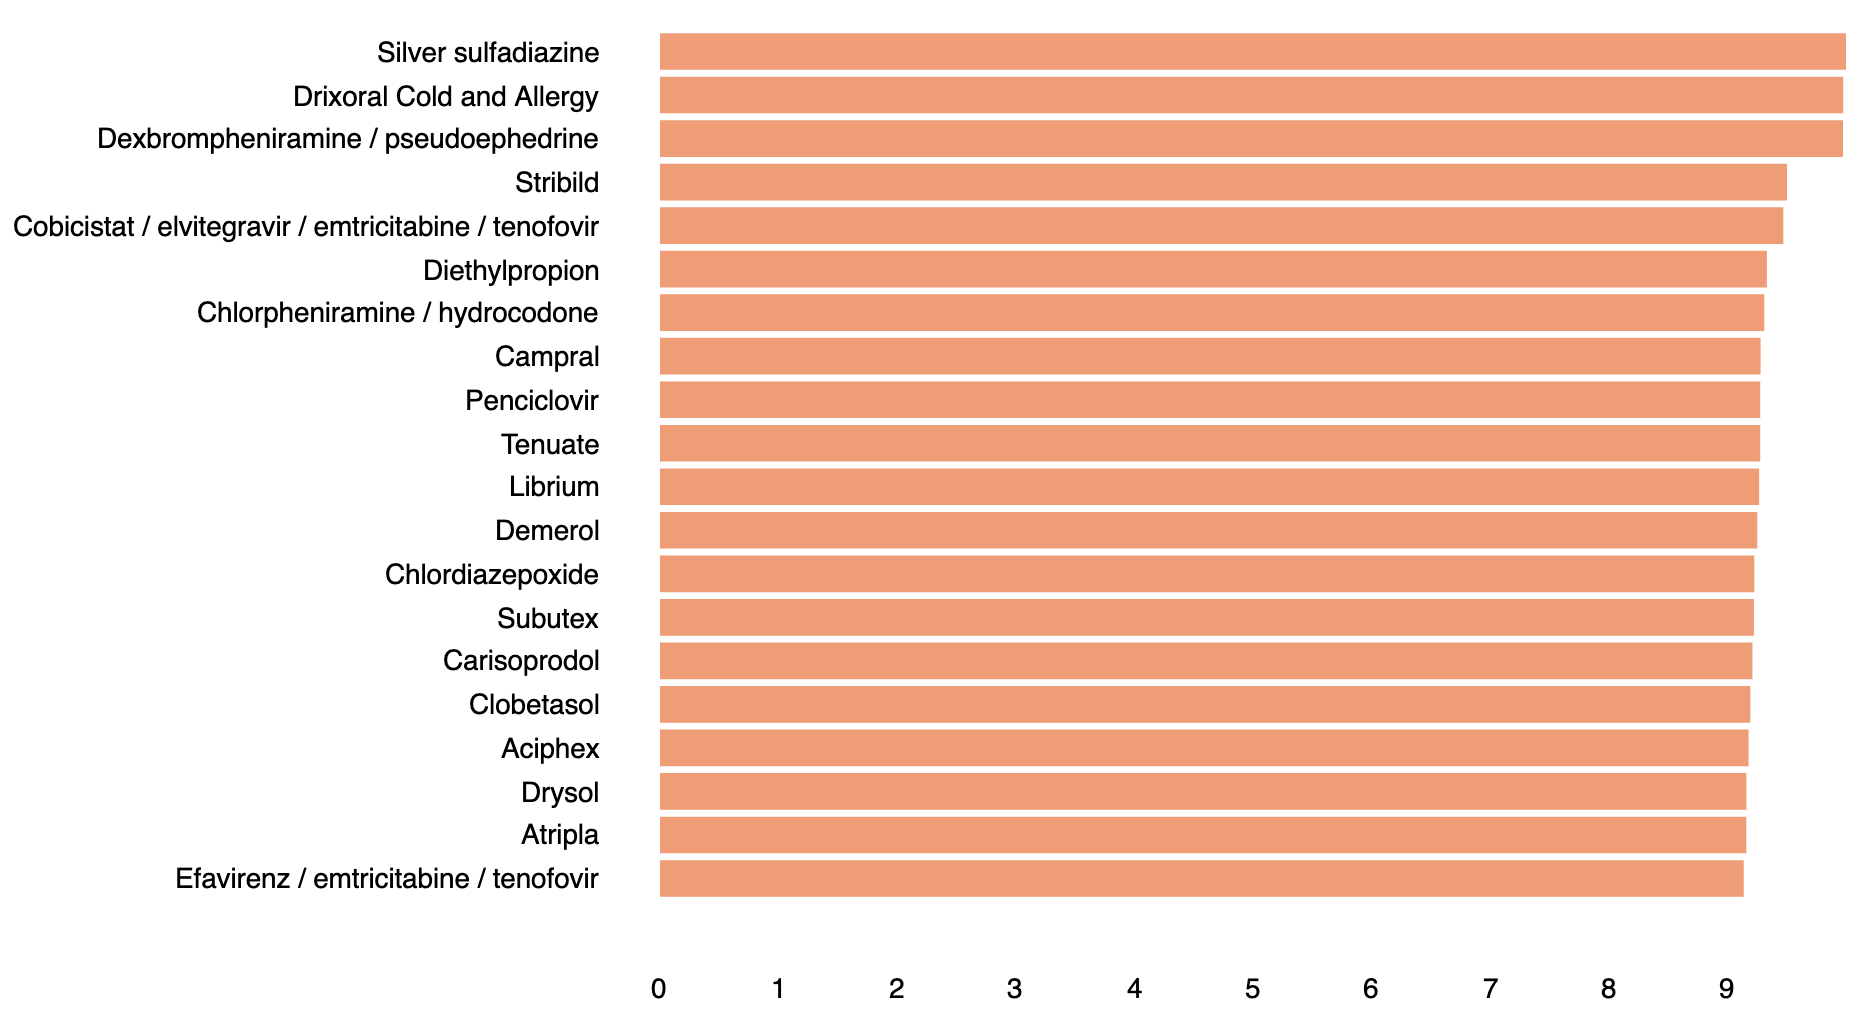 Silver sulfadiazine
Drixoral Cold and Allergy
Dexbrompheniramine / pseudoephedrine
Stribild
Cobicistat / elvitegravir / emtricitabine / tenofovir
Diethylpropion
Chlorpheniramine / hydrocodone
Campral
Penciclovir
Tenuate
Librium
Demerol
Chlordiazepoxide
Subutex
Carisoprodol
Clobetasol
Aciphex
Drysol
Atripla
Efavirenz / emtricitabine / tenofovir
0 1 2 3 4 5 6 7 8 9